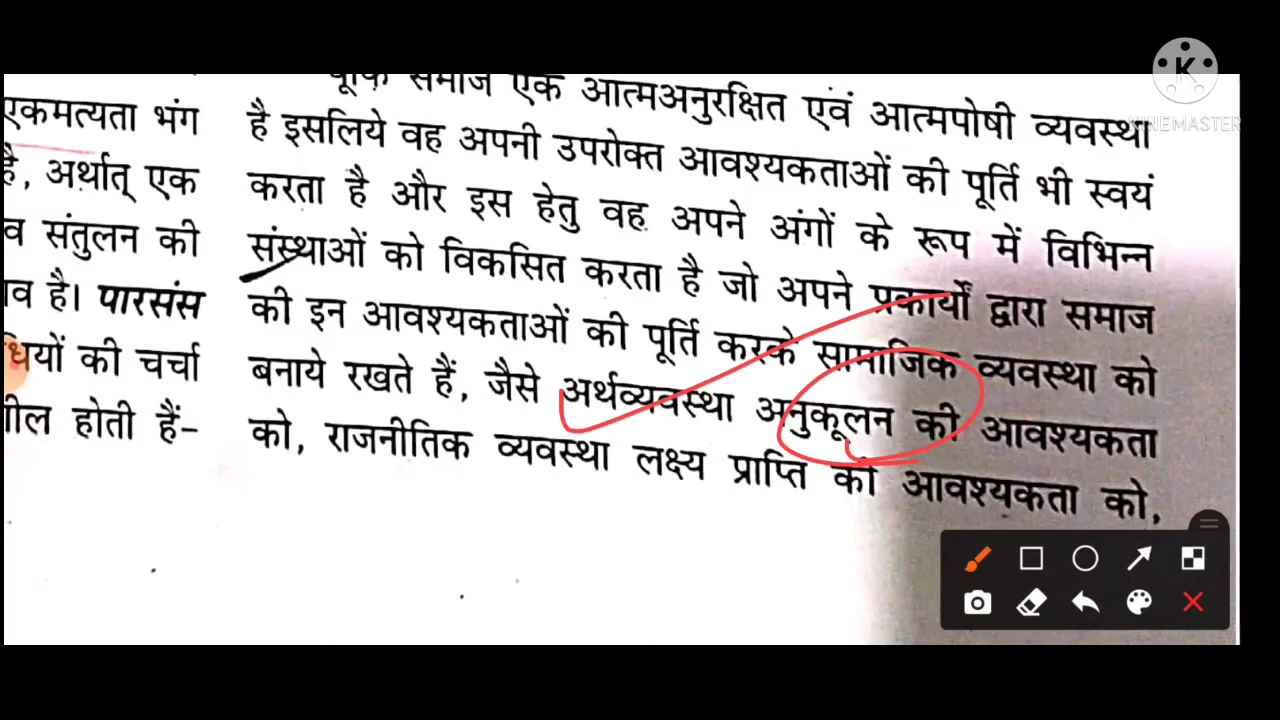 एकमत्यता भंग
है, अर्थात् एक
व संतुलन की
व है। पारसंस
धियों की चर्चा
होती हैं-
चूंकि समाज एक आत्मअनुरक्षित एवं आत्मपोषी व्यवस्था
है इसलिये वह अपनी उपरोक्त आवश्यकताओं की पूर्ति भी स्वयं
करता है और इस हेतु वह अपने अंगों के रूप में विभिन्न
संस्थाओं को विकसित करता है जो अपने प्रकार्यों द्वारा समाज
की इन आवश्यकताओं की पूर्ति करके सामाजिक व्यवस्था को
बनाये रखते हैं, जैसे अर्थव्यवस्था अनुकूलन की आवश्यकता
को, राजनीतिक व्यवस्था लक्ष्य प्राप्ति की आवश्यकता को,
K
KINEMASTER